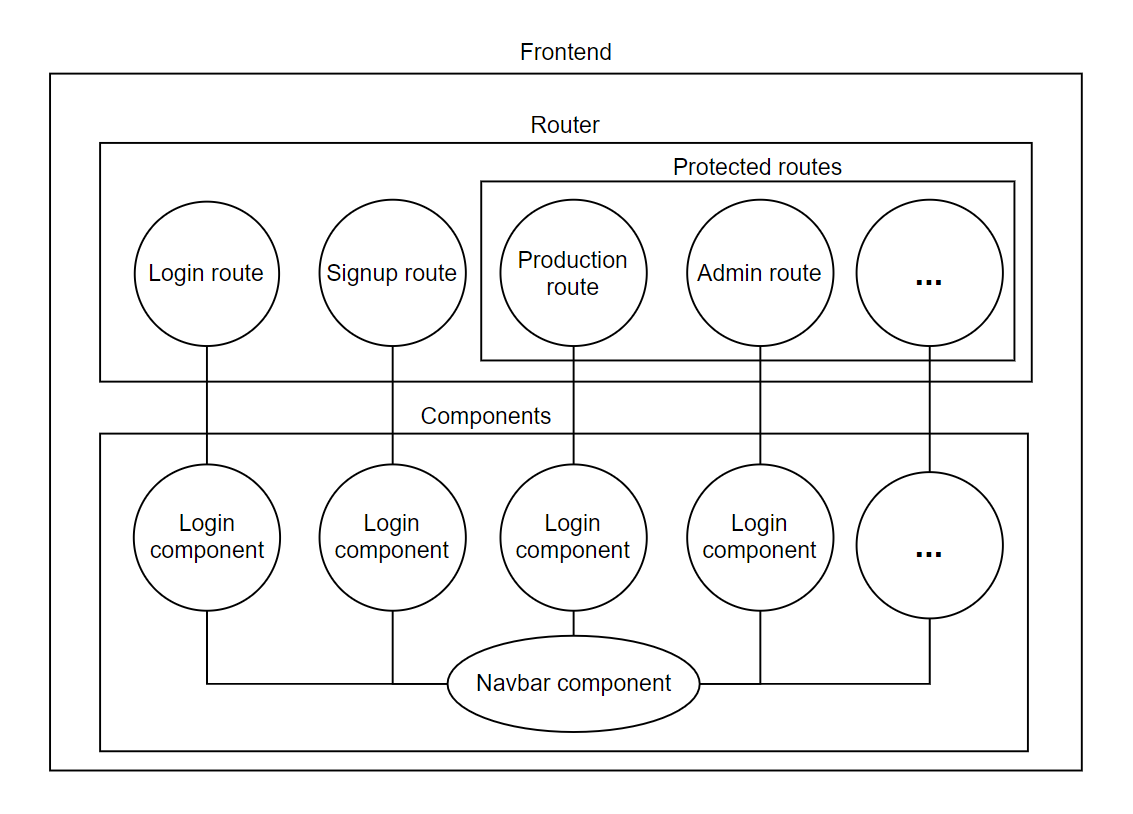 Frontend
Router
Protected routes
Login route
Signup route
Production
route
Admin route
...
Components
Login
component
Login
component
Login
component
Login
component
...
Navbar component